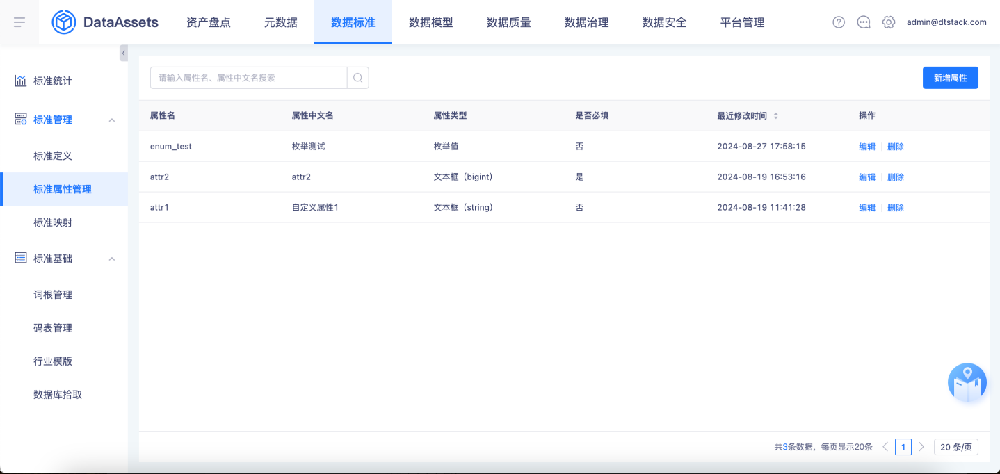 DataAssets 资产盘点 元数据 数据标准 数据模型 数据质量 数据治理 数据安全 平台管理 admin@dtstack.com
标准统计
标准管理
标准定义
标准属性管理
标准映射
标准基础
词根管理
码表管理
行业模版
数据库拾取
请输入属性名、属性中文名搜索 新增属性
属性名 属性中文名 属性类型 是否必填 最近修改时间 操作
enum_test 枚举测试 枚举值 否 2024-08-27 17:58:15 编辑 删除
attr2 attr2 文本框（bigint） 是 2024-08-19 16:53:16 编辑 删除
attr1 自定义属性1 文本框（string） 否 2024-08-19 11:41:28 编辑 删除
共3条数据，每页显示20条 1 20 条/页